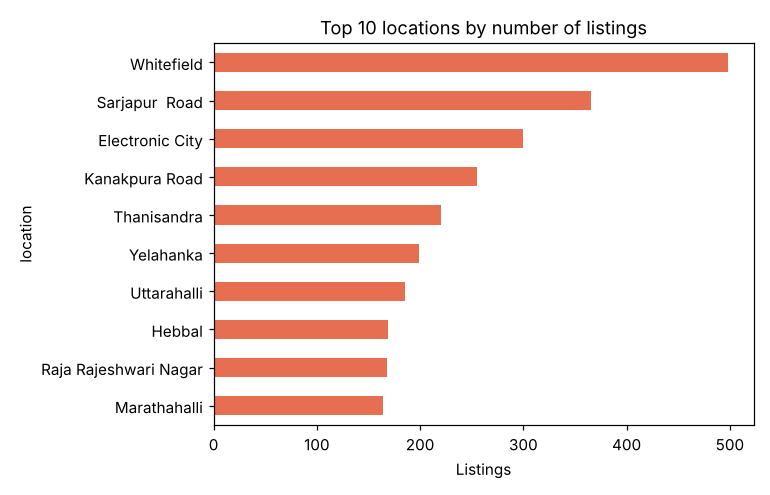 Top 10 locations by number of listings
location
Whitefield
Sarjapur  Road
Electronic City
Kanakpura Road
Thanisandra
Yelahanka
Uttarahalli
Hebbal
Raja Rajeshwari Nagar
Marathahalli
0 100 200 300 400 500
Listings